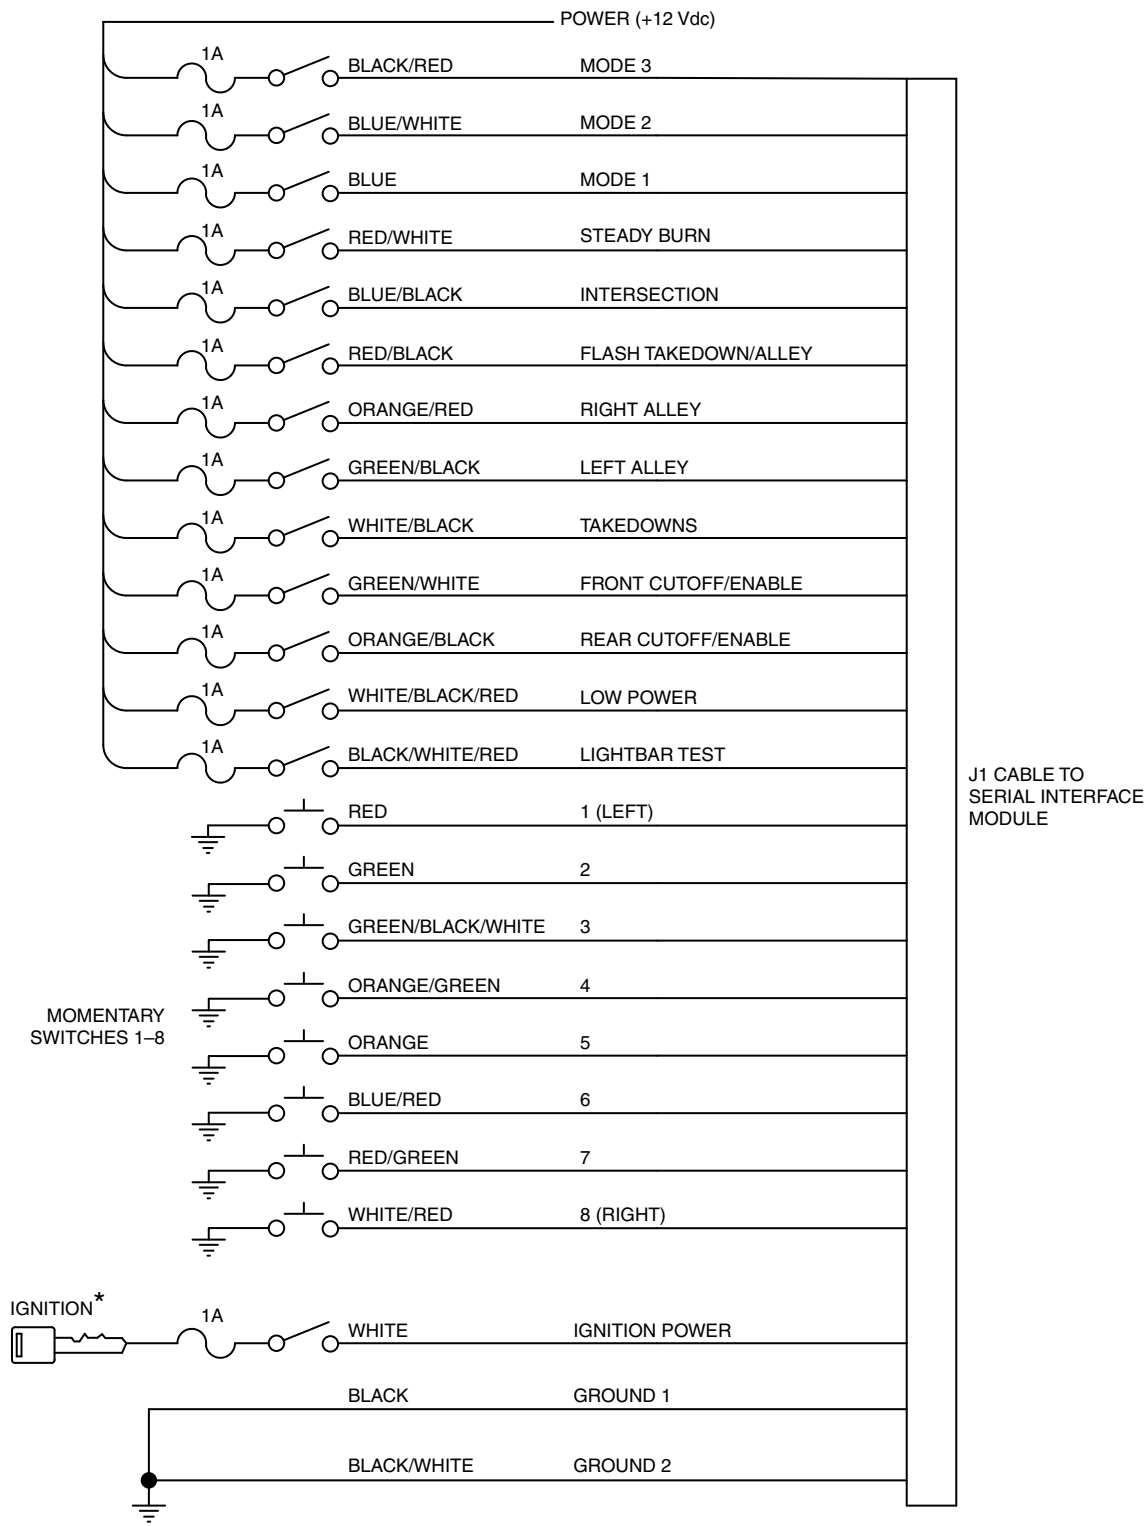 POWER (+12 Vdc)
1A BLACK/RED MODE 3
1A BLUE/WHITE MODE 2
1A BLUE MODE 1
1A RED/WHITE STEADY BURN
1A BLUE/BLACK INTERSECTION
1A RED/BLACK FLASH TAKEDOWN/ALLEY
1A ORANGE/RED RIGHT ALLEY
1A GREEN/BLACK LEFT ALLEY
1A WHITE/BLACK TAKEDOWNS
1A GREEN/WHITE FRONT CUTOFF/ENABLE
1A ORANGE/BLACK REAR CUTOFF/ENABLE
1A WHITE/BLACK/RED LOW POWER
1A BLACK/WHITE/RED LIGHTBAR TEST
J1 CABLE TO
SERIAL INTERFACE
MODULE
RED 1 (LEFT)
GREEN 2
GREEN/BLACK/WHITE 3
ORANGE/GREEN 4
MOMENTARY
SWITCHES 1–8
ORANGE 5
BLUE/RED 6
RED/GREEN 7
WHITE/RED 8 (RIGHT)
IGNITION*
1A WHITE IGNITION POWER
BLACK GROUND 1
BLACK/WHITE GROUND 2